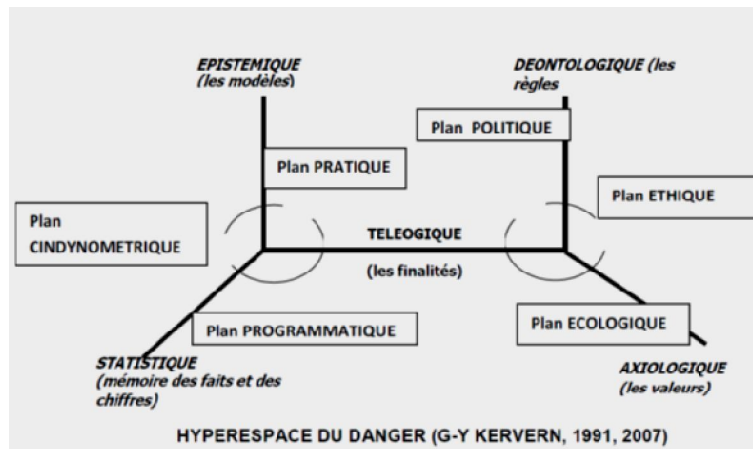 EPISTEMIQUE
(les modèles)
DEONTOLOGIQUE (les
règles
Plan POLITIQUE
Plan PRATIQUE
Plan ETHIQUE
Plan
CINDYNOMETRIQUE
TELEOGIQUE
(les finalités)
Plan PROGRAMMATIQUE
Plan ECOLOGIQUE
STATISTIQUE
(mémoire des faits et des
chiffres)
AXIOLOGIQUE
(les valeurs)
HYPERESPACE DU DANGER (G-Y KERVERN, 1991, 2007)